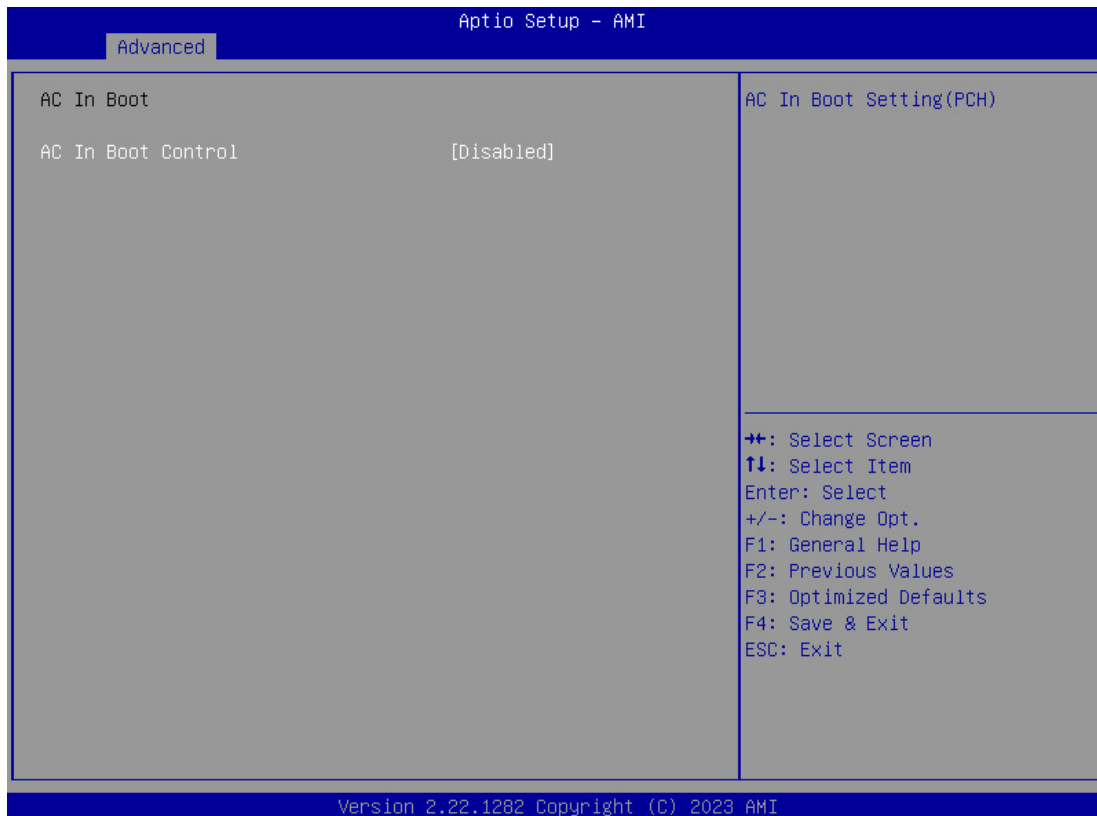 Aptio Setup – AMI
Advanced
AC In Boot
AC In Boot Control [Disabled]
AC In Boot Setting(PCH)
→←: Select Screen
↑↓: Select Item
Enter: Select
+/-: Change Opt.
F1: General Help
F2: Previous Values
F3: Optimized Defaults
F4: Save & Exit
ESC: Exit
Version 2.22.1282 Copyright (C) 2023 AMI